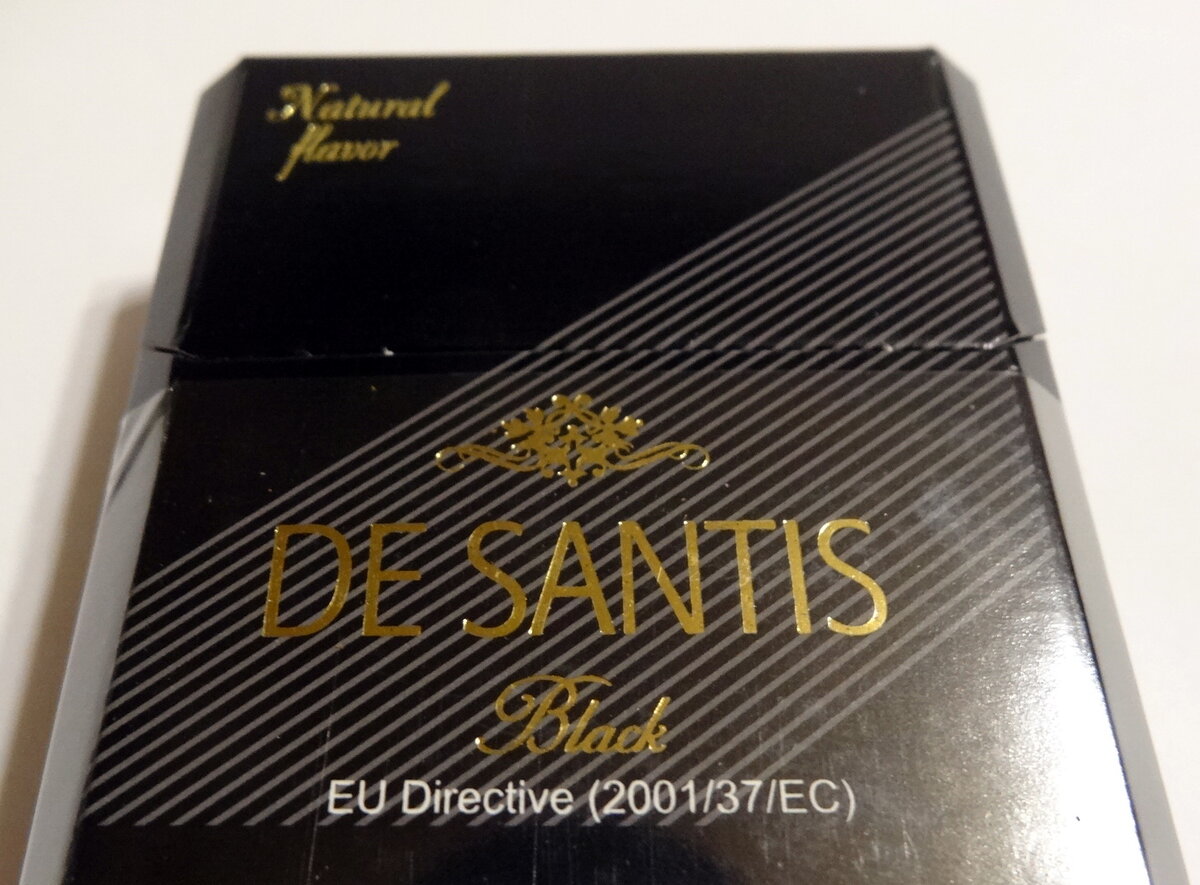 Natural
flavor
DE SANTIS
Black
EU Directive (2001/37/EC)